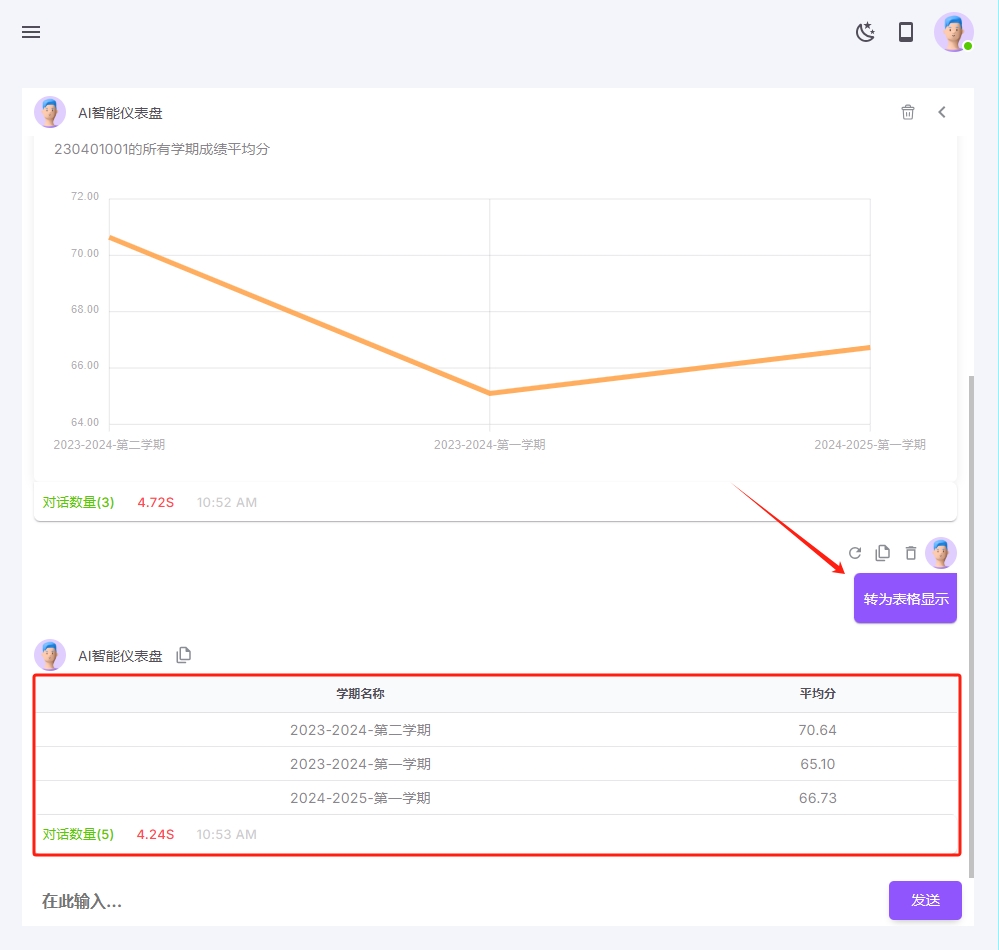 AI智能仪表盘
230401001的所有学期成绩平均分
72.00
70.00
68.00
66.00
64.00
2023-2024-第二学期 2023-2024-第一学期 2024-2025-第一学期
对话数量(3) 4.72S 10:52 AM
转为表格显示
AI智能仪表盘
学期名称 平均分
2023-2024-第二学期 70.64
2023-2024-第一学期 65.10
2024-2025-第一学期 66.73
对话数量(5) 4.24S 10:53 AM
在此输入...
发送